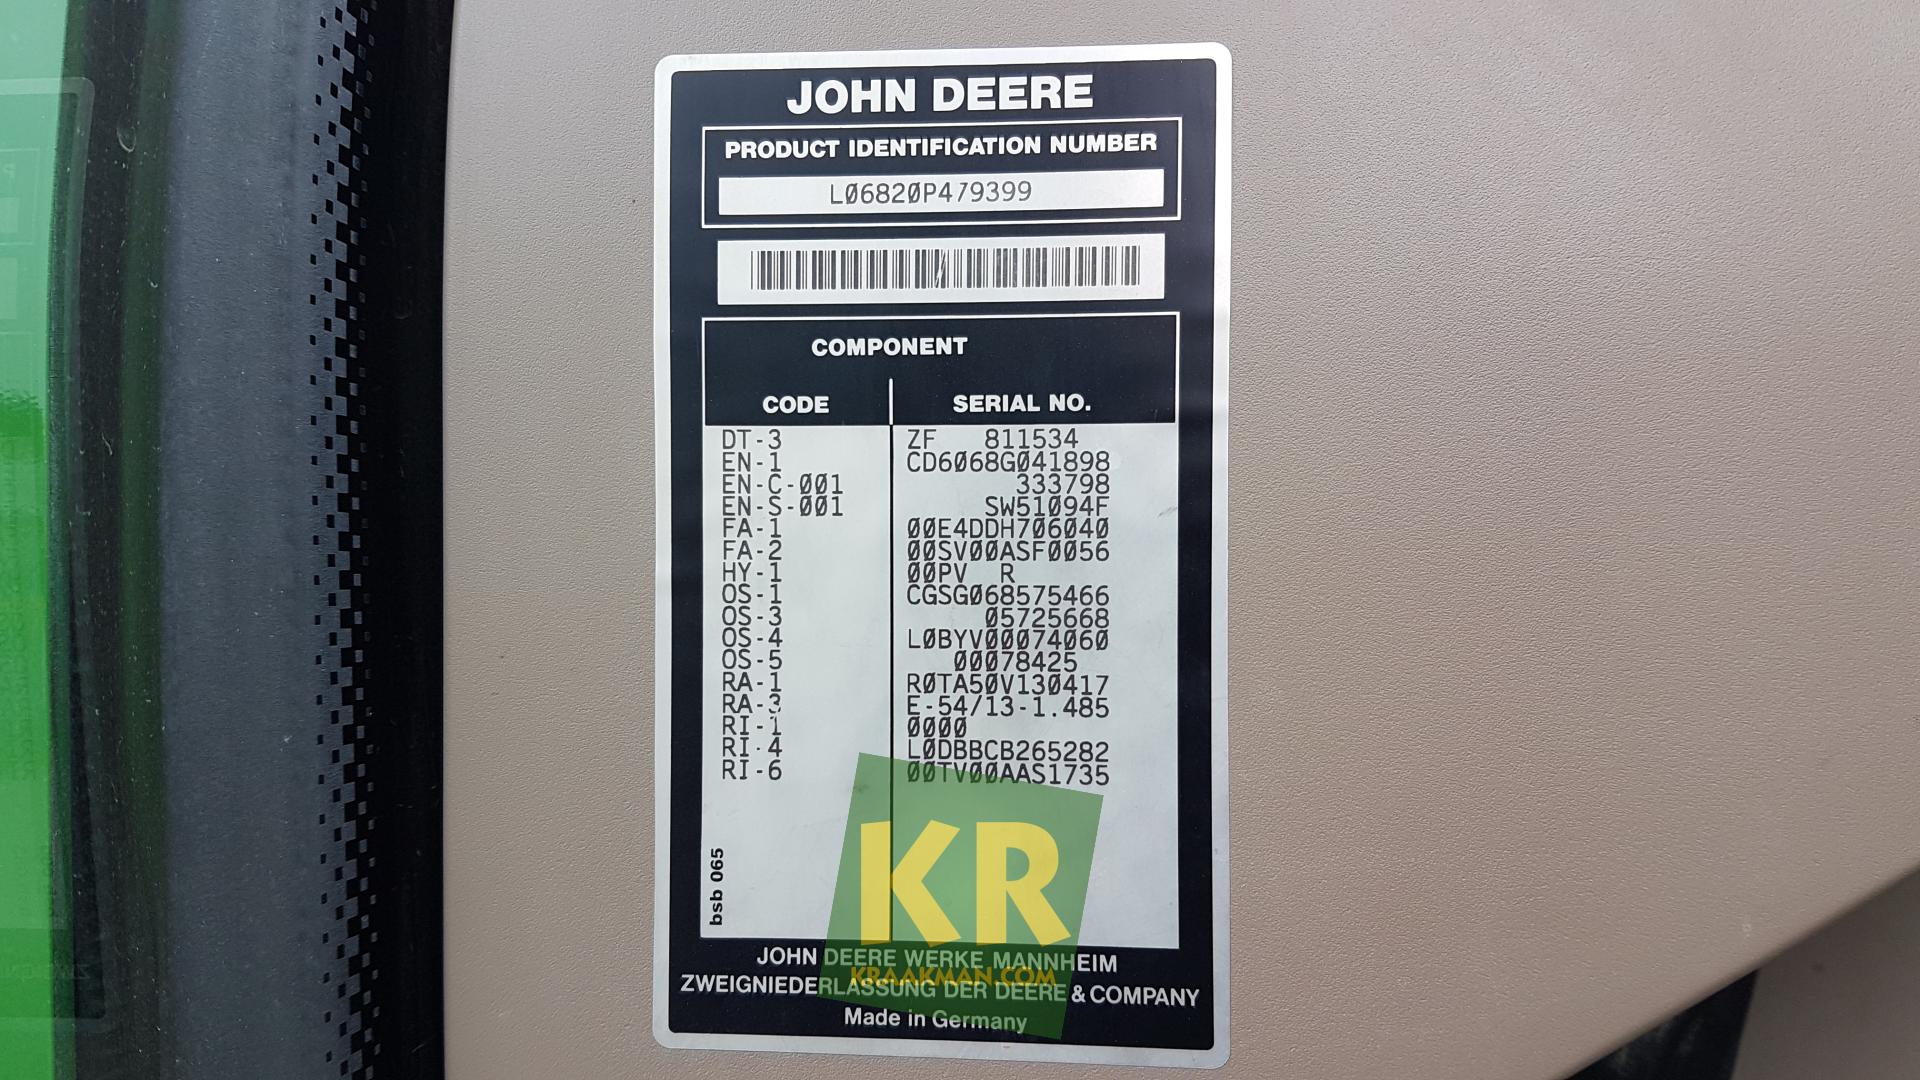 JOHN DEERE
PRODUCT IDENTIFICATION NUMBER
L06820P479399
COMPONENT
CODE SERIAL NO.
DT-3 ZF 811534
EN-1 CD6068G041898
EN-C-001 333798
EN-S-001 SW51094F
FA-1 00E4DDH706040
FA-2 00SV00ASF0056
HY-1 00PV R
OS-1 CGSG068575466
OS-3 05725668
OS-4 L0BYV00074060
OS-5 00078425
RA-1 R0TA50V130417
RA-3 E-54/13-1.485
RI-1 0000
RI-4 L0DBBCB265282
RI-6 00TV00AAS1735
bsb 065
KR
KRAAKMAN.COM
JOHN DEERE WERKE MANNHEIM
ZWEIGNIEDERLASSUNG DER DEERE & COMPANY
Made in Germany